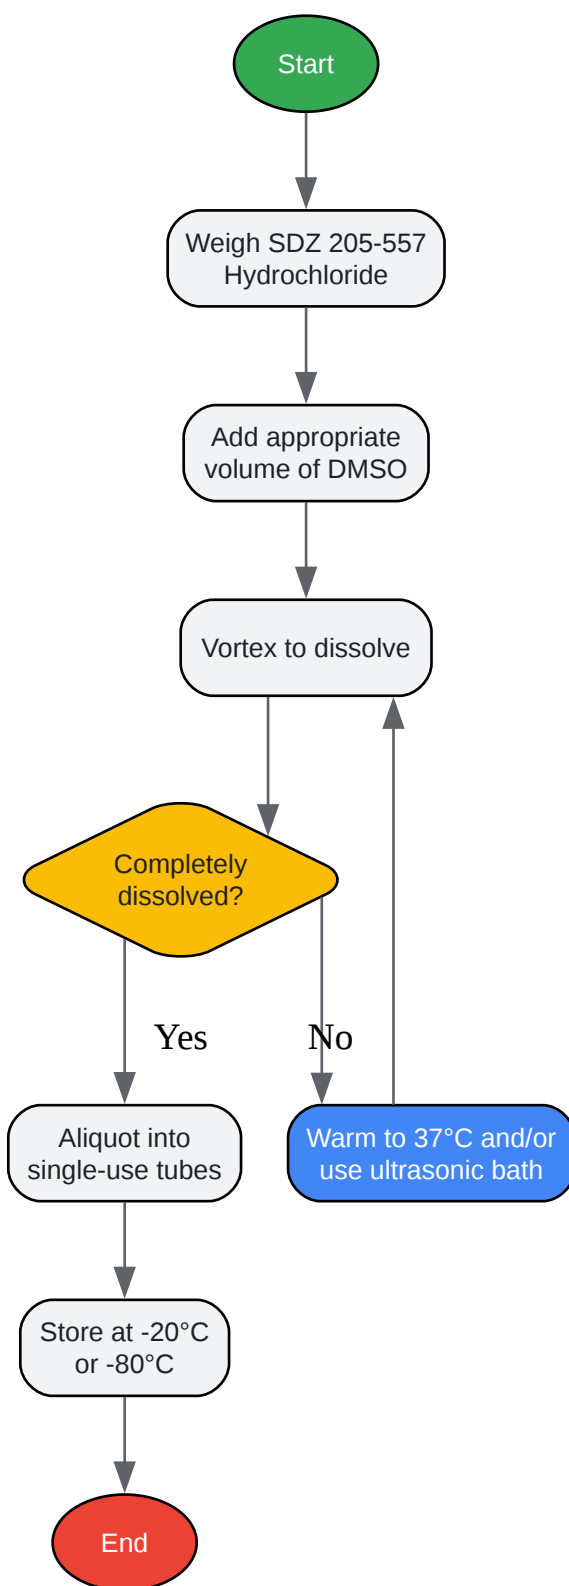 Start
Weigh SDZ 205-557
Hydrochloride
Add appropriate
volume of DMSO
Vortex to dissolve
Completely
dissolved?
Yes
No
Aliquot into
single-use tubes
Warm to 37°C and/or
use ultrasonic bath
Store at -20°C
or -80°C
End